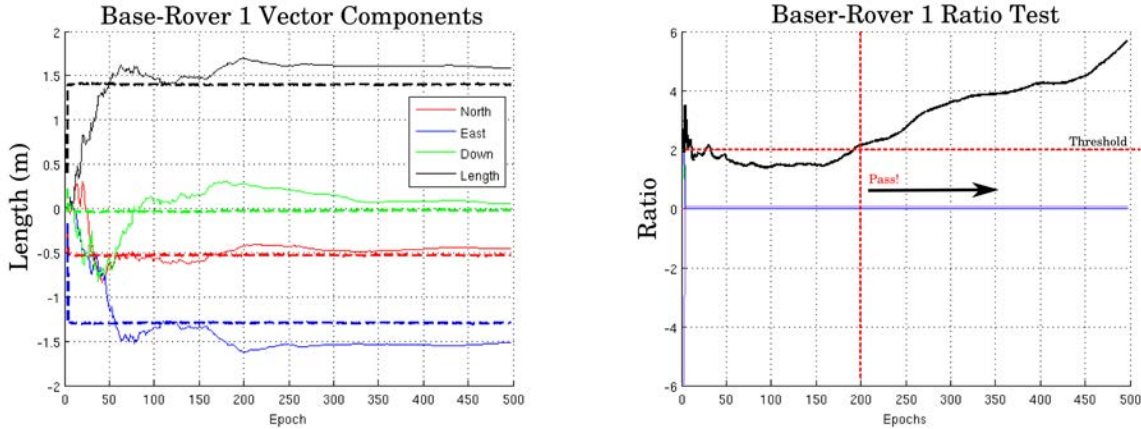 Base-Rover 1 Vector Components
Length (m)
2
1.5
1
0.5
0
-0.5
-1
-1.5
-2
North
East
Down
Length
0 50 100 150 200 250 300 350 400 450 500
Epoch
Baser-Rover 1 Ratio Test
Ratio
6
4
2
0
-2
-4
-6
Threshold
Pass!
0 50 100 150 200 250 300 350 400 450 500
Epochs